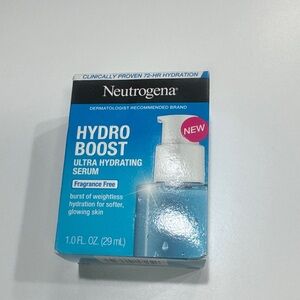 CLINICALLY PROVEN 72-HR HYDRATION
Neutrogena®
DERMATOLOGIST RECOMMENDED BRAND
HYDRO
BOOST
ULTRA HYDRATING
SERUM
NEW
Fragrance Free
burst of weightless
hydration for softer,
glowing skin
1.0 FL. OZ. (29 mL)